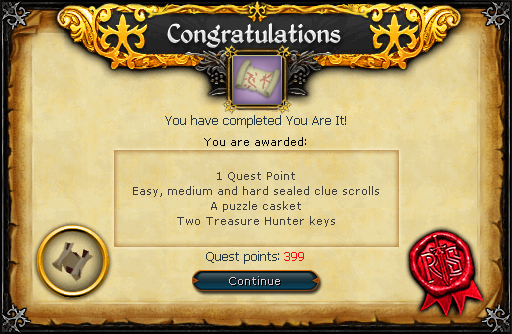 Congratulations
You have completed You Are It!
You are awarded:
1 Quest Point
Easy, medium and hard sealed clue scrolls
A puzzle casket
Two Treasure Hunter keys
Quest points: 399
Continue
RS